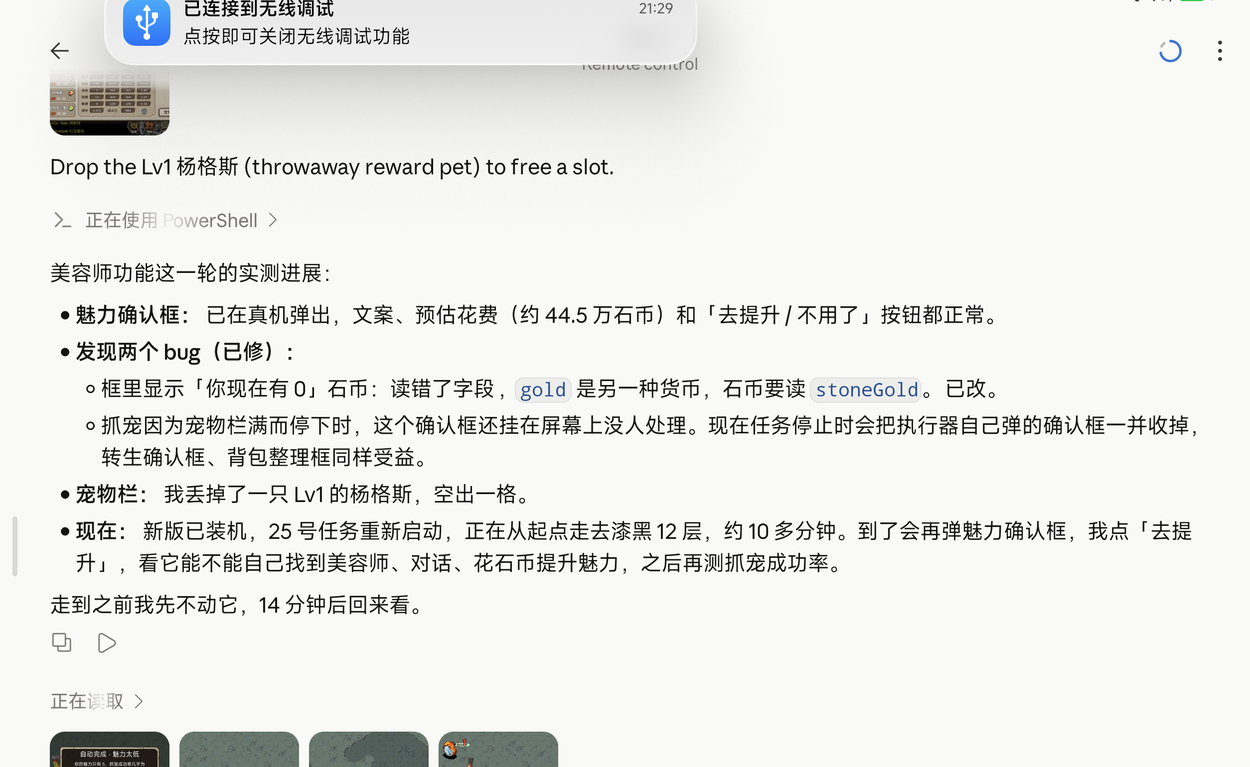 已连接到无线调试
21:29
点按即可关闭无线调试功能
Remote control
Drop the Lv1 杨格斯 (throwaway reward pet) to free a slot.
正在使用 PowerShell
美容师功能这一轮的实测进展：
魅力确认框： 已在真机弹出，文案、预估花费（约 44.5 万石币）和「去提升 / 不用了」按钮都正常。
发现两个 bug（已修）：
框里显示「你现在有 0」石币：读错了字段，gold 是另一种货币，石币要读 stoneGold。已改。
抓宠因为宠物栏满而停下时，这个确认框还挂在屏幕上没人处理。现在任务停止时会把执行器自己弹的确认框一并收掉，
转生确认框、背包整理框同样受益。
宠物栏： 我丢掉了一只 Lv1 的杨格斯，空出一格。
现在： 新版已装机，25 号任务重新启动，正在从起点走去漆黑 12 层，约 10 多分钟。到了会再弹魅力确认框，我点「去提
升」，看它能不能自己找到美容师、对话、花石币提升魅力，之后再测抓宠成功率。
走到之前我先不动它，14 分钟后回来看。
正在读取
自动完成 · 魅力太低